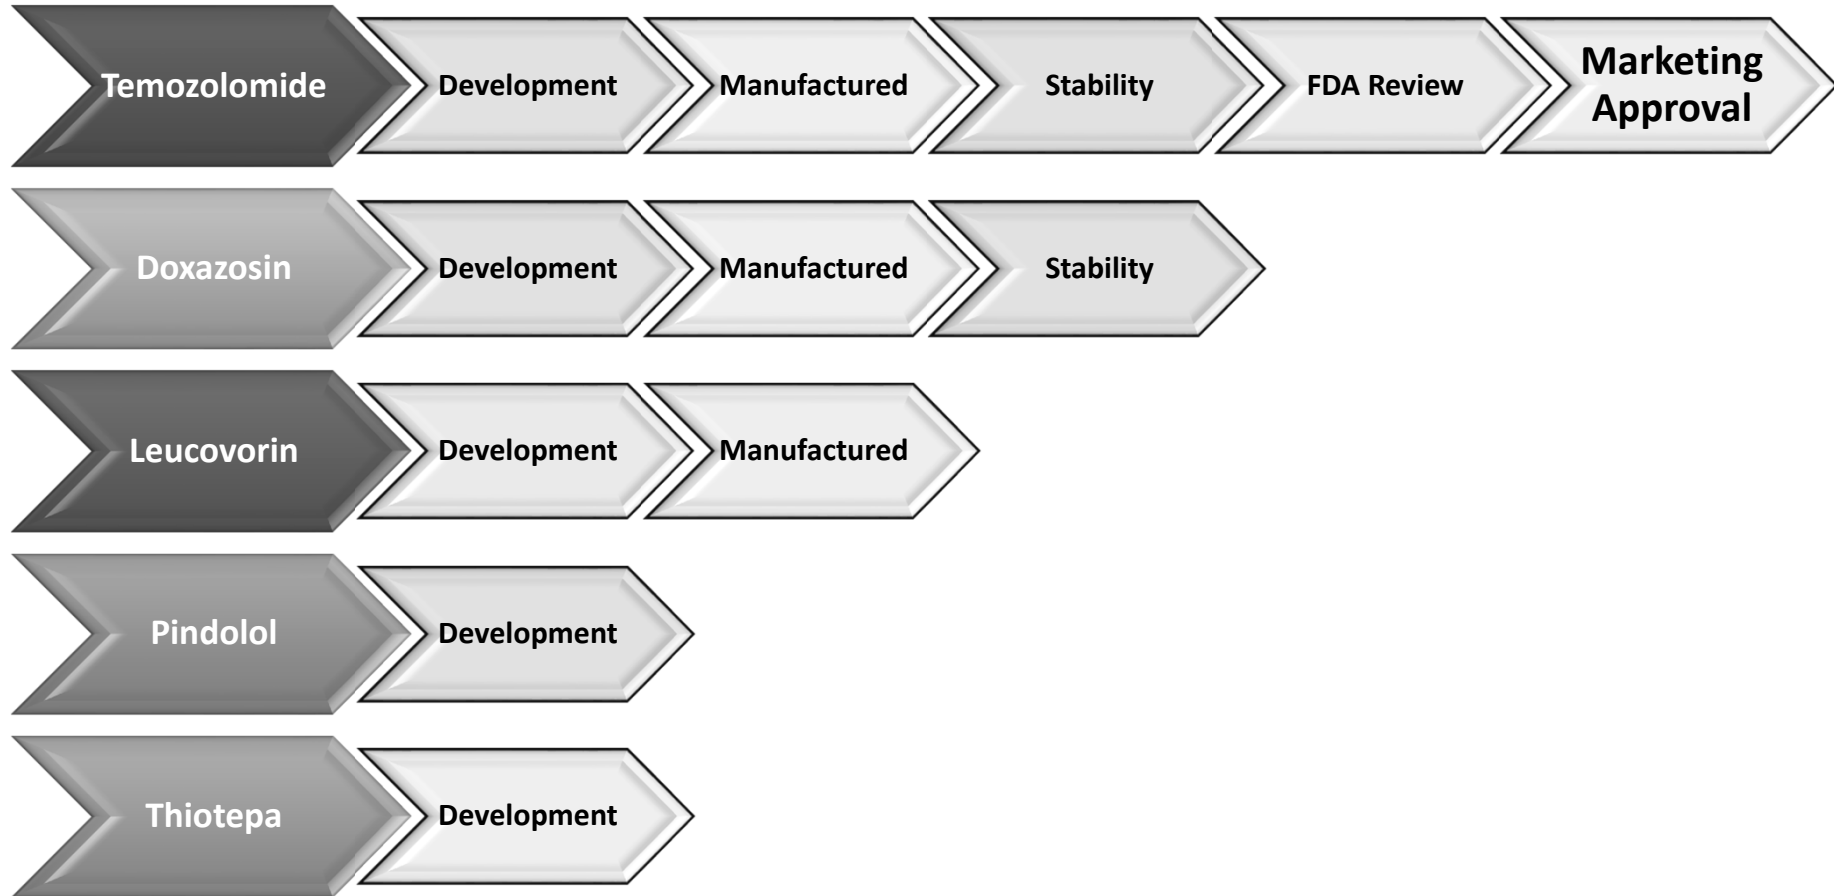 Temozolomide
Development
Manufactured
Stability
FDA Review
Marketing
Approval
Doxazosin
Development
Manufactured
Stability
Leucovorin
Development
Manufactured
Pindolol
Development
Thiotepa
Development